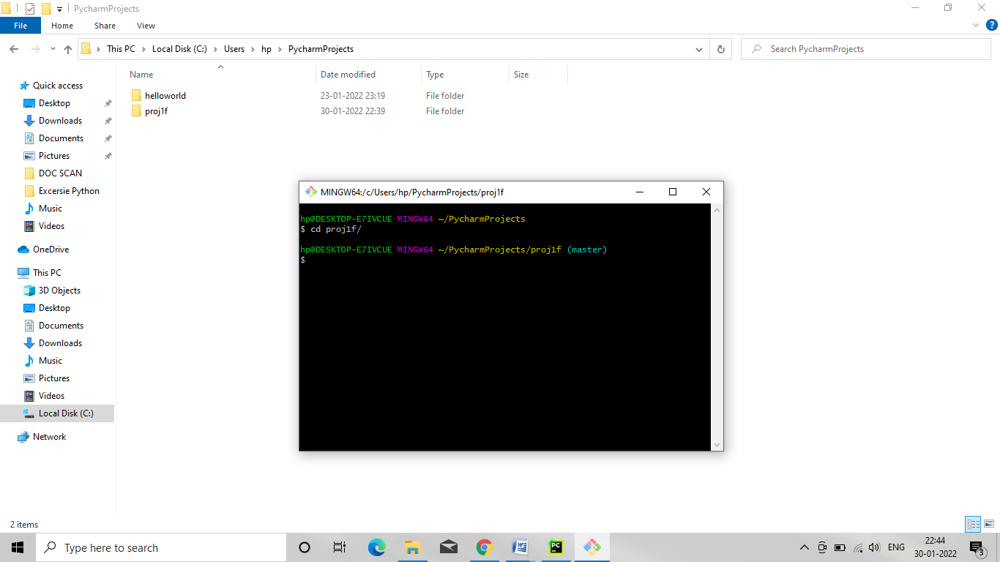 PycharmProjects
File Home Share View
This PC Local Disk (C:) Users hp PycharmProjects
Search PycharmProjects
Name Date modified Type Size
helloworld 23-01-2022 23:19 File folder
proj1f 30-01-2022 22:39 File folder
Quick access
Desktop
Downloads
Documents
Pictures
DOC SCAN
Excersie Python
Music
Videos
OneDrive
This PC
3D Objects
Desktop
Documents
Downloads
Music
Pictures
Videos
Local Disk (C:)
Network
MINGW64:/c/Users/hp/PycharmProjects/proj1f
hp@DESKTOP-E7IVCUE MINGW64 ~/PycharmProjects
$ cd proj1f/
hp@DESKTOP-E7IVCUE MINGW64 ~/PycharmProjects/proj1f (master)
$
2 items
Type here to search
PC
ENG
22:44
30-01-2022
3